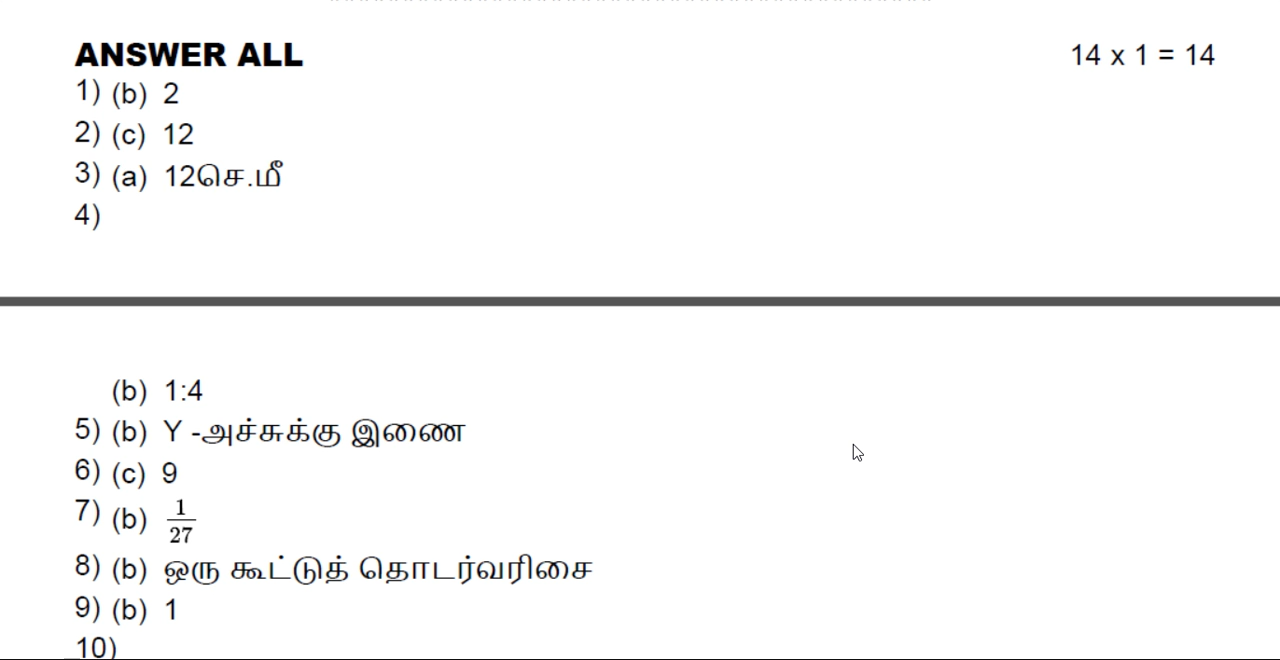 ANSWER ALL 14 x 1 = 14
1) (b) 2
2) (c) 12
3) (a) 12செ.மீ
4)
(b) 1:4
5) (b) Y -அச்சுக்கு இணை
6) (c) 9
7) (b) 1/27
8) (b) ஒரு கூட்டுத் தொடர்வரிசை
9) (b) 1
10)